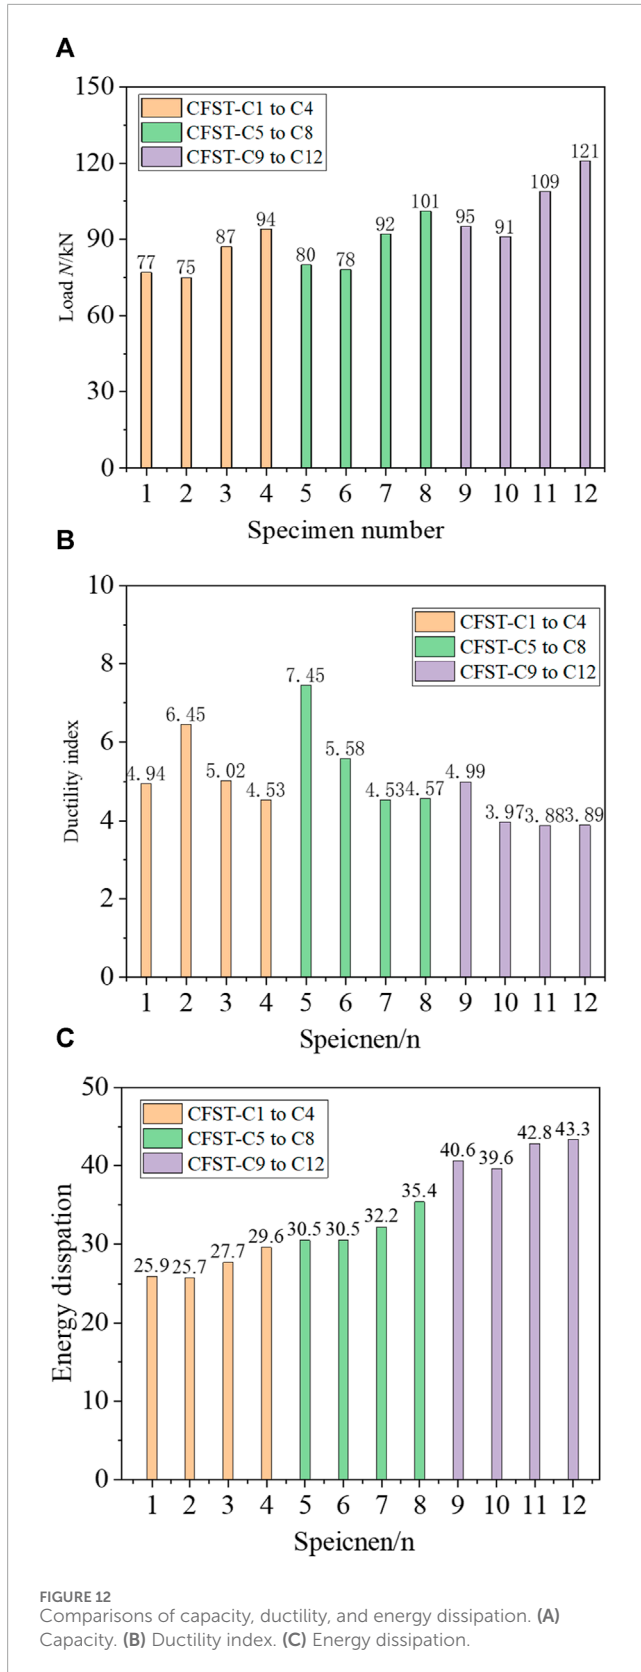 A
150
120
90
60
30
0
Load N/kN
CFST-C1 to C4
CFST-C5 to C8
CFST-C9 to C12
77 75 87 94 80 78 92 101 95 91 109 121
1 2 3 4 5 6 7 8 9 10 11 12
Specimen number
B
10
8
6
4
2
0
Ductility index
CFST-C1 to C4
CFST-C5 to C8
CFST-C9 to C12
4.94 6.45 5.02 4.53 7.45 5.58 4.53 4.57 4.99 3.97 3.88 3.89
1 2 3 4 5 6 7 8 9 10 11 12
Speicnen/n
C
50
40
30
20
10
0
Energy disspation
CFST-C1 to C4
CFST-C5 to C8
CFST-C9 to C12
25.9 25.7 27.7 29.6 30.5 30.5 32.2 35.4 40.6 39.6 42.8 43.3
1 2 3 4 5 6 7 8 9 10 11 12
Speicnen/n
FIGURE 12
Comparisons of capacity, ductility, and energy dissipation. (A)
Capacity. (B) Ductility index. (C) Energy dissipation.